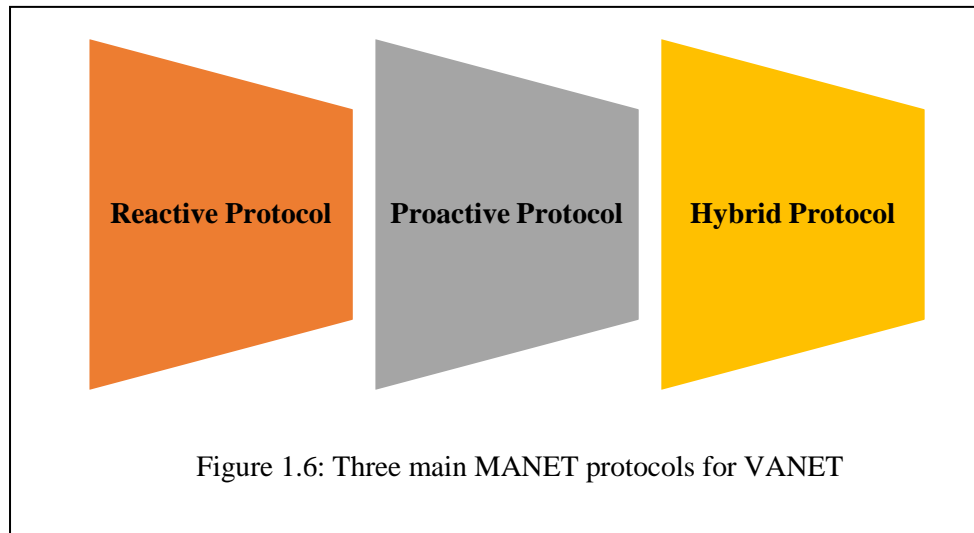 Reactive Protocol
Proactive Protocol
Hybrid Protocol
Figure 1.6: Three main MANET protocols for VANET